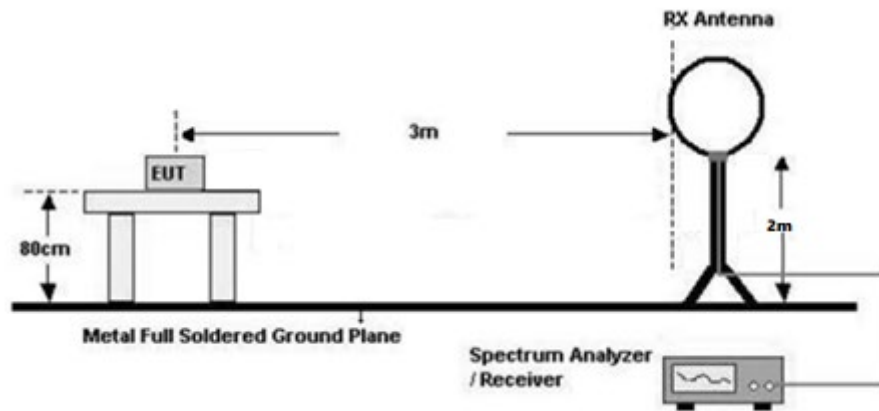 RX Antenna
3m
EUT
80cm
2m
Metal Full Soldered Ground Plane
Spectrum Analyzer
/ Receiver